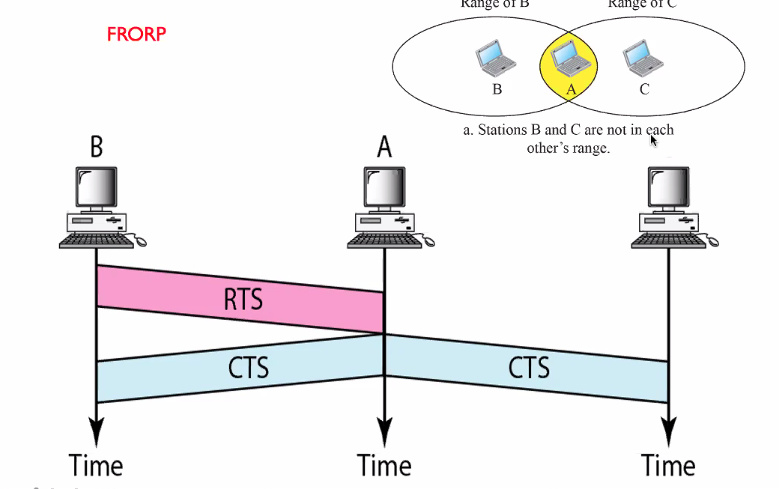 Range of B
Range of C
FRORP
B
A
C
a. Stations B and C are not in each
other's range.
B
A
RTS
CTS
CTS
Time
Time
Time